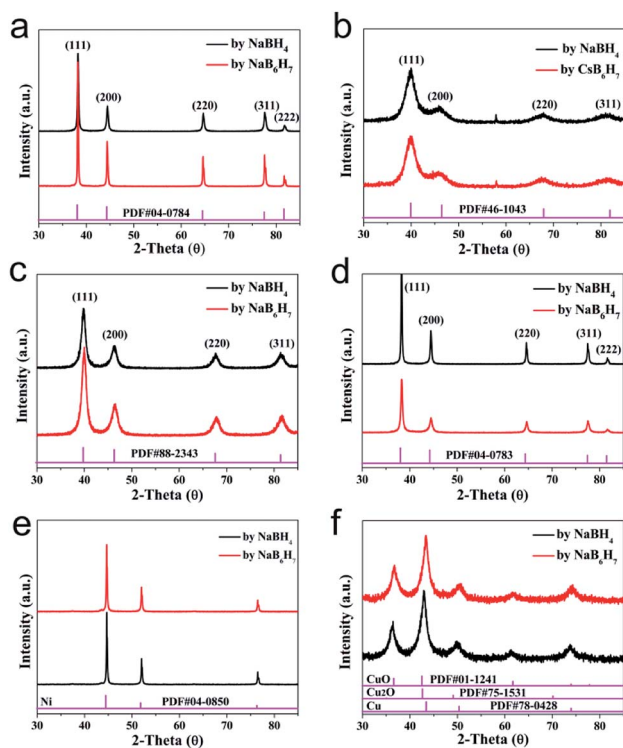 a
(111)
by NaBH4
by NaB6H7
(200)
(220)
(311)
(222)
Intensity (a.u.)
PDF#04-0784
30 40 50 60 70 80
2-Theta (θ)
b
(111)
by NaBH4
by CsB6H7
(200)
(220)
(311)
Intensity (a.u.)
PDF#46-1043
30 40 50 60 70 80
2-Theta (θ)
c
(111)
by NaBH4
by NaB6H7
(200)
(220)
(311)
Intensity (a.u.)
PDF#88-2343
30 40 50 60 70 80
2-Theta (θ)
d
(111)
by NaBH4
by NaB6H7
(200)
(220)
(311)
(222)
Intensity (a.u.)
PDF#04-0783
30 40 50 60 70 80
2-Theta (θ)
e
by NaBH4
by NaB6H7
Intensity (a.u.)
Ni PDF#04-0850
30 40 50 60 70 80
2-Theta (θ)
f
by NaBH4
by NaB6H7
Intensity (a.u.)
CuO PDF#01-1241
Cu2O PDF#75-1531
Cu PDF#78-0428
30 40 50 60 70 80
2-Theta (θ)